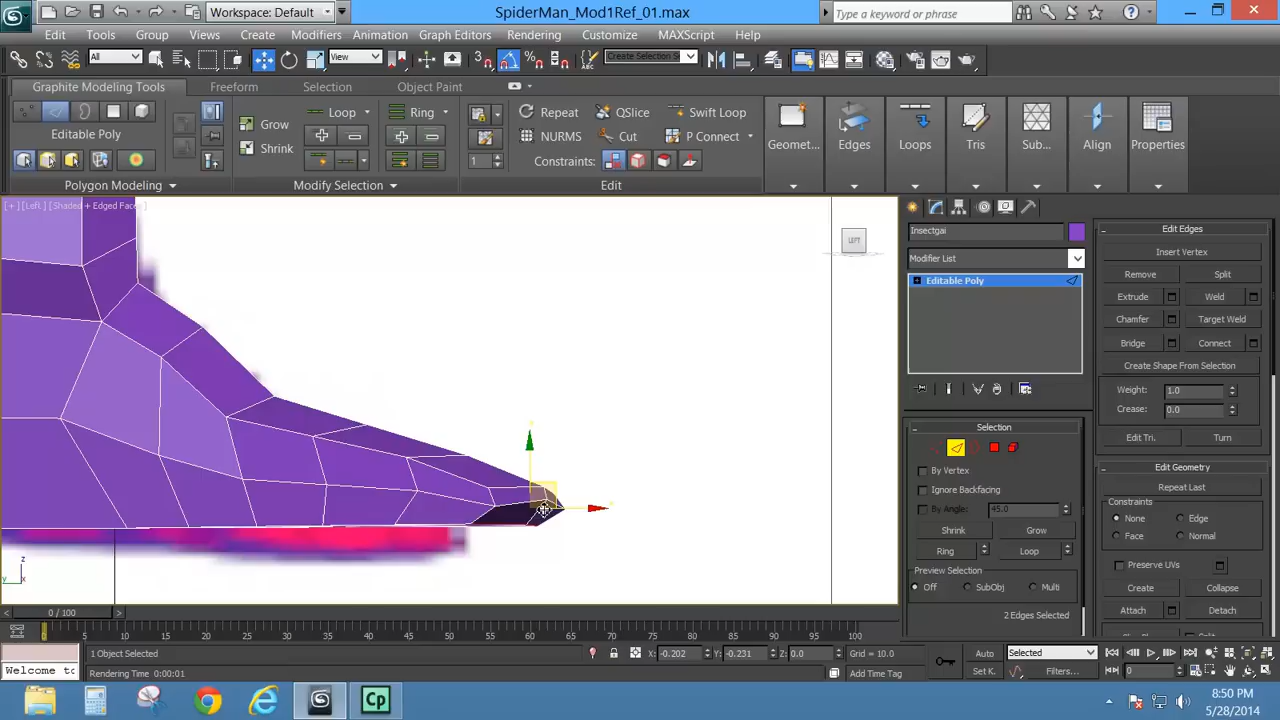 Workspace: Default
SpiderMan_Mod1Ref_01.max
Type a keyword or phrase
Edit Tools Group Views Create Modifiers Animation Graph Editors Rendering Customize MAXScript Help
All View Create Selection Se
Graphite Modeling Tools Freeform Selection Object Paint
Loop Ring Repeat QSlice Swift Loop
Grow
Editable Poly NURMS Cut P Connect Geomet... Edges Loops Tris Sub... Align Properties
Shrink
1 Constraints:
Polygon Modeling Modify Selection Edit
[+] [Left] [Shaded + Edged Faces]
LEFT
Insectgai
Modifier List
Editable Poly
Selection
By Vertex
Ignore Backfacing
By Angle: 45.0
Shrink Grow
Ring Loop
Preview Selection
Off SubObj Multi
2 Edges Selected
Edit Edges
Insert Vertex
Remove Split
Extrude Weld
Chamfer Target Weld
Bridge Connect
Create Shape From Selection
Weight: 1.0
Crease: 0.0
Edit Tri. Turn
Edit Geometry
Repeat Last
Constraints
None Edge
Face Normal
Preserve UVs
Create Collapse
Attach Detach
z
y x
0 / 100
0 5 10 15 20 25 30 35 40 45 50 55 60 65 70 75 80 85 90 95 100
1 Object Selected X: -0.202 Y: -0.231 Z: 0.0 Grid = 10.0 Auto Selected
Welcome to Rendering Time 0:00:01 Add Time Tag Set K. Filters... 0
Cp
8:50 PM
5/28/2014